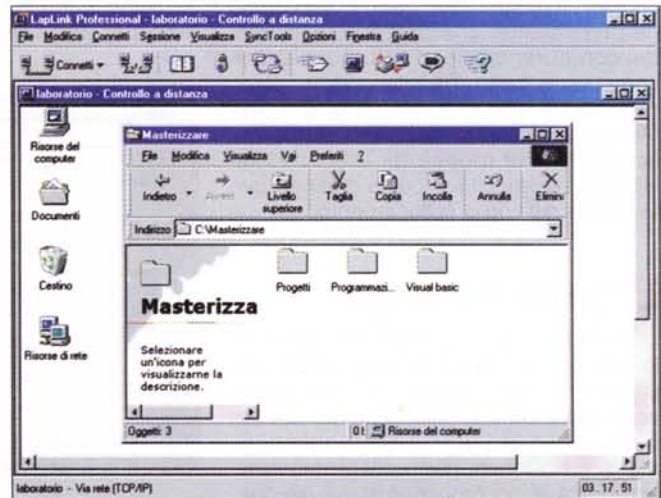 LapLink Professional - laboratorio - Controllo a distanza
File Modifica Connetti Sessione Visualizza SyncTools Opzioni Finestra Guida
Connetti
laboratorio - Controllo a distanza
Risorse del computer
Documenti
Cestino
Risorse di rete
Masterizzare
File Modifica Visualizza Vai Preferiti ?
Indietro Avanti Livello superiore Taglia Copia Incolla Annulla Elimin
Indirizzo C:\Masterizzare
Masterizza
Selezionare
un'icona per
visualizzarne la
descrizione.
Progetti Programmazi... Visual basic
Oggetti: 3 Risorse del computer
laboratorio - Via rete (TCP/IP) 03.17.51